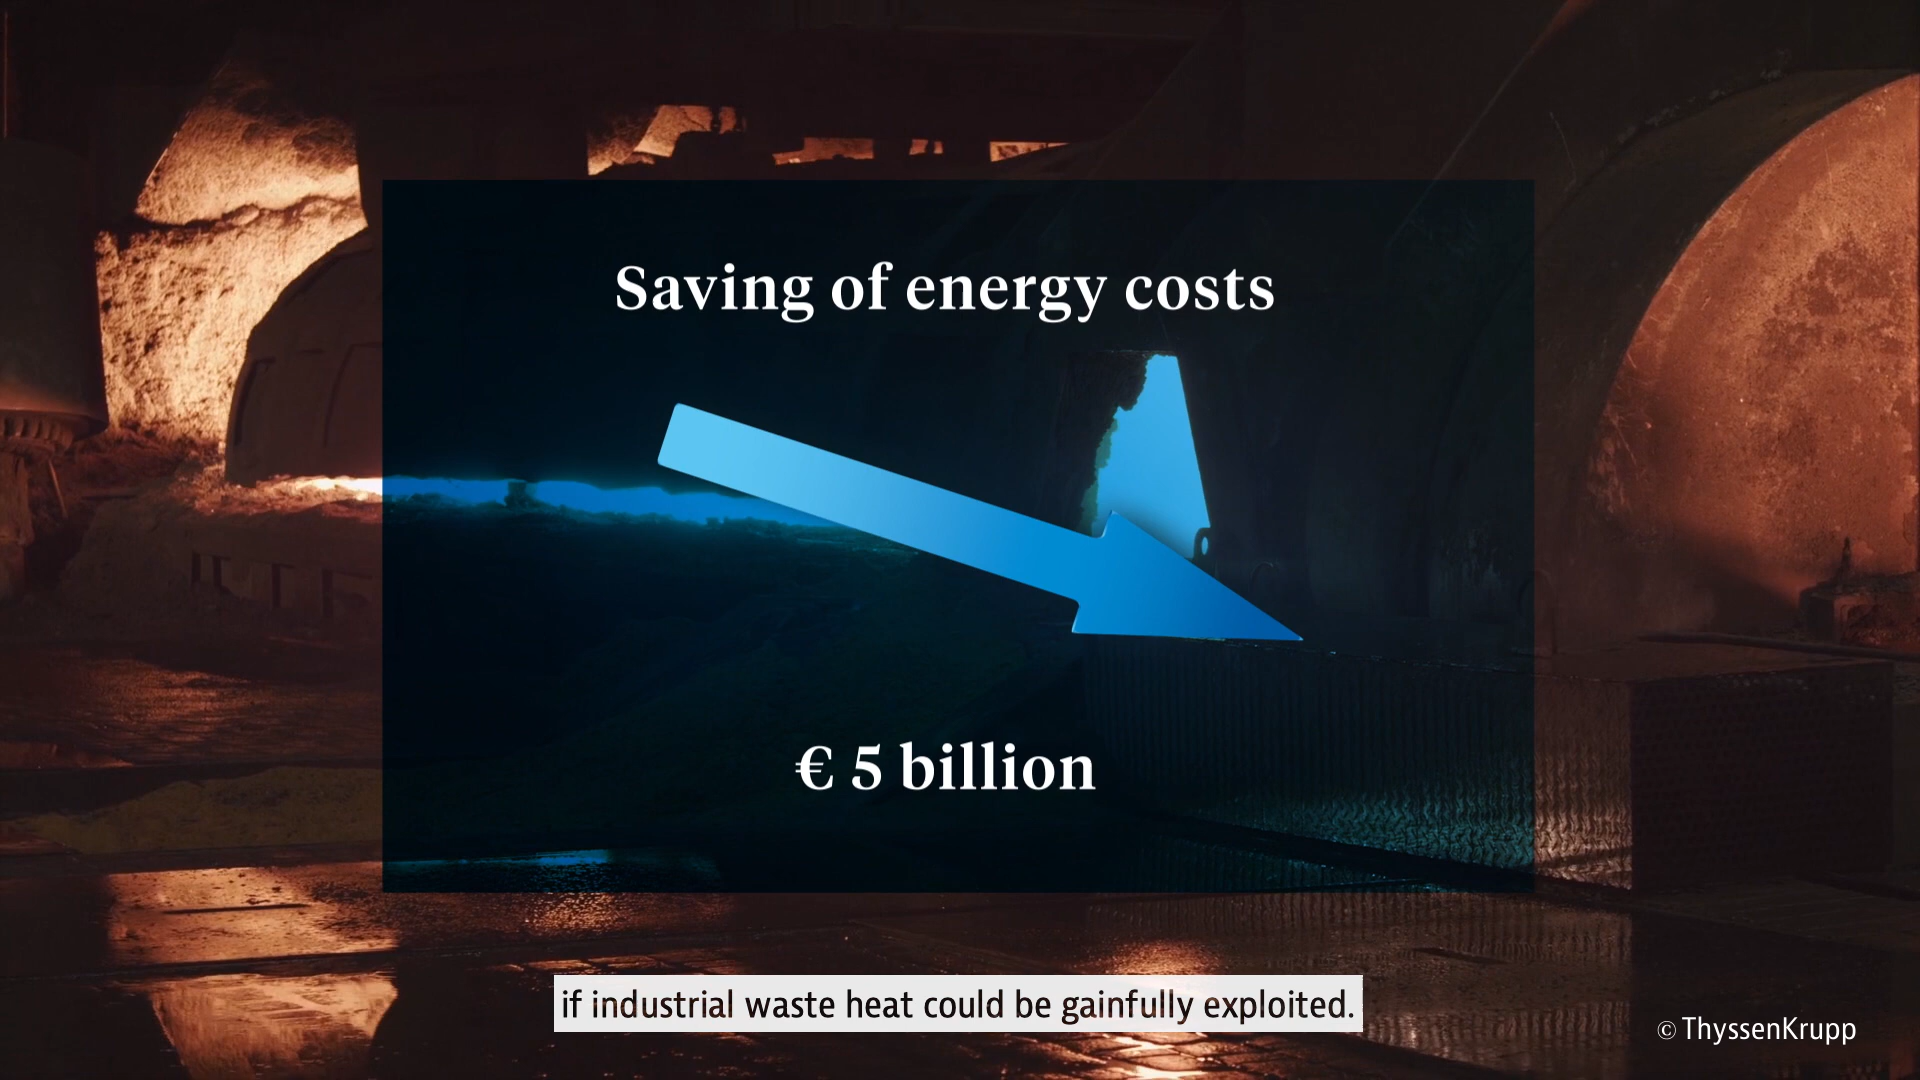 Saving of energy costs
€ 5 billion
if industrial waste heat could be gainfully exploited.
© ThyssenKrupp